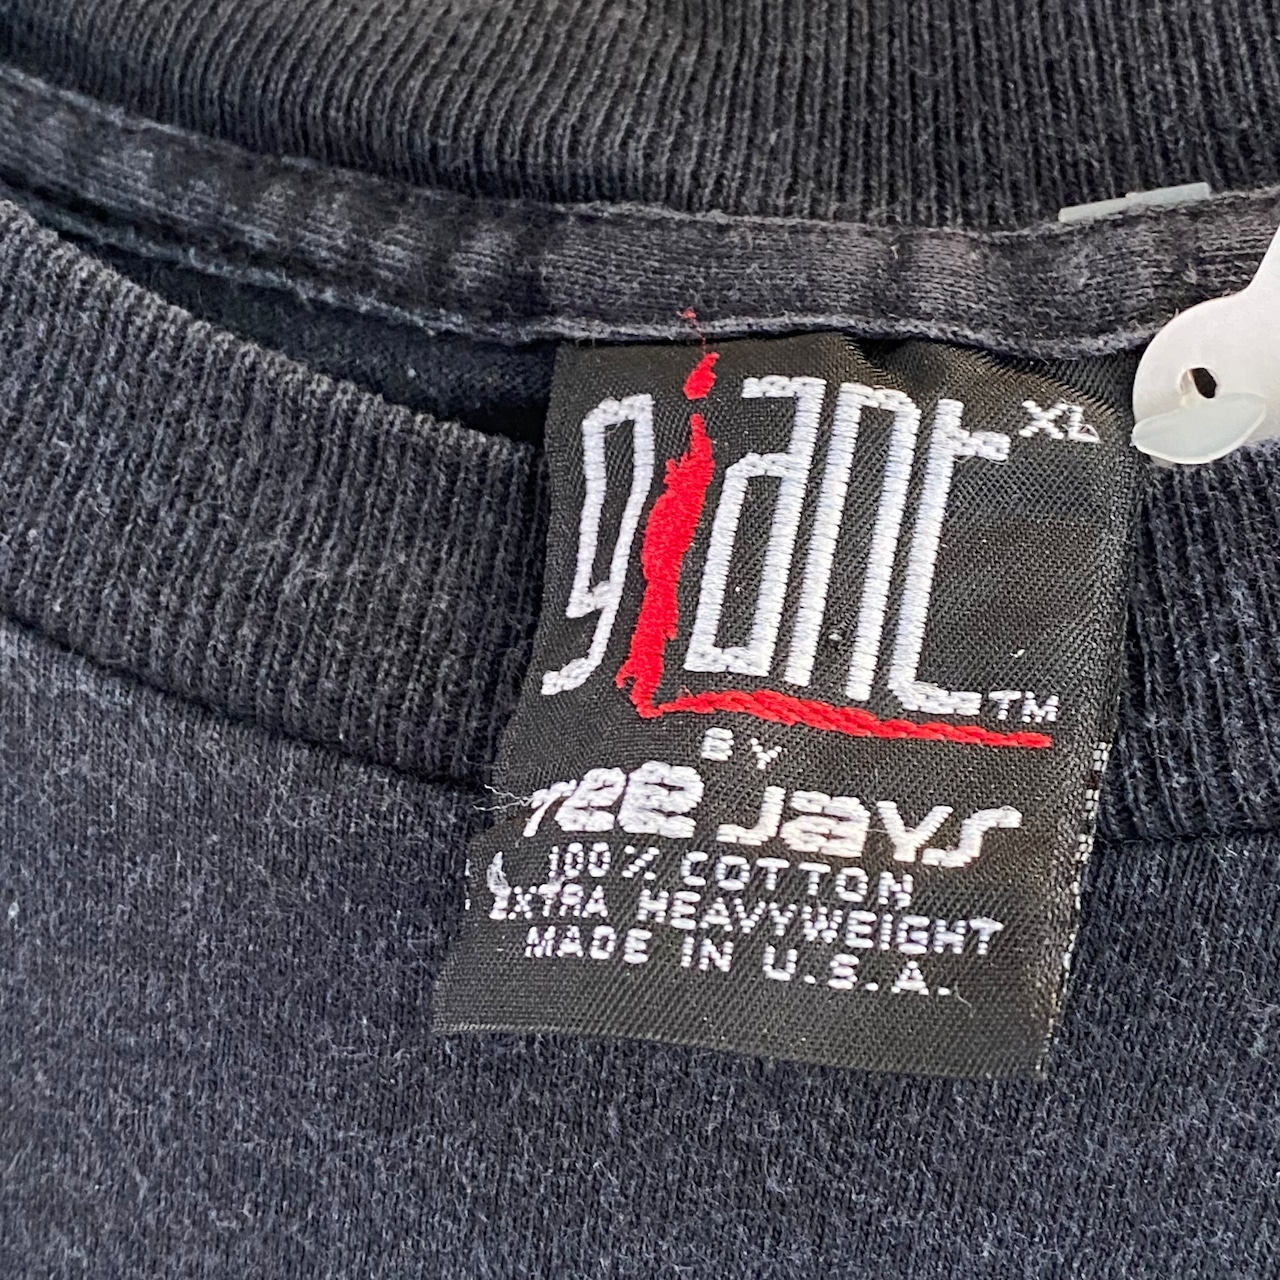 giant XL
TM
BY
Tee Jays
100% COTTON
EXTRA HEAVYWEIGHT
MADE IN U.S.A.